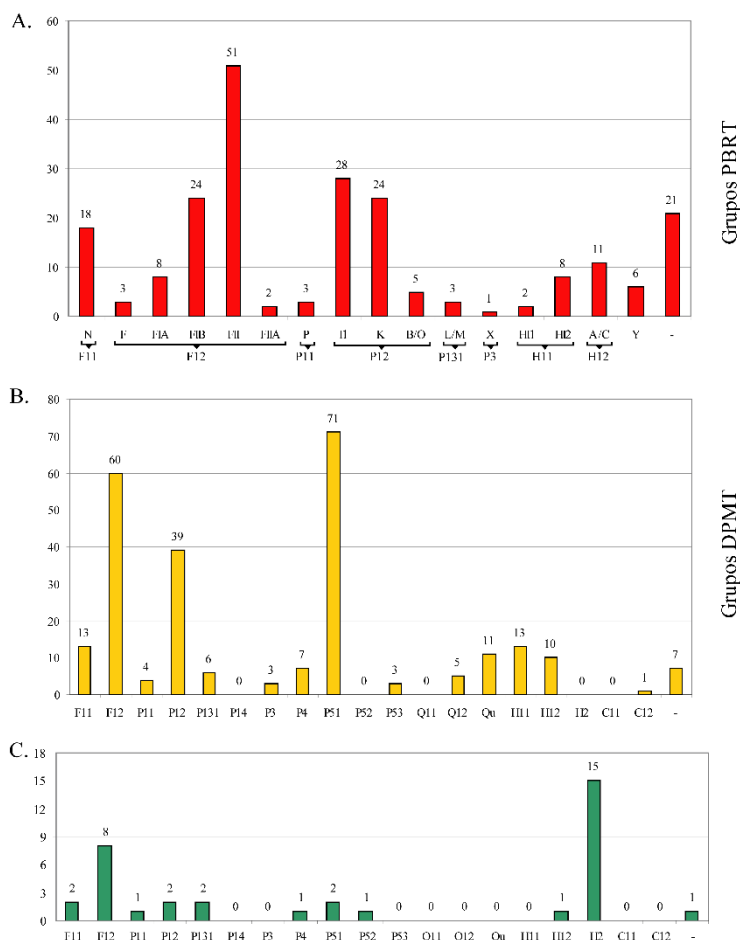 A.
60
50
40
30
20
10
0
18 3 8 24 51 2 3 28 24 5 3 1 2 8 11 6 21
N F FIA FIB FII FIIA P I1 K B/O L/M X HI1 HI2 A/C Y -
F11 F12 P11 P12 P131 P3 H11 H12
Grupos PBRT
B.
80
70
60
50
40
30
20
10
0
13 60 4 39 6 0 3 7 71 0 3 0 5 11 13 10 0 0 1 7
F11 F12 P11 P12 P131 P14 P3 P4 P51 P52 P53 Q11 Q12 Qu H11 H12 H2 C11 C12 -
Grupos DPMT
C.
18
15
12
9
6
3
0
2 8 1 2 2 0 0 1 2 1 0 0 0 0 0 1 15 0 0 1
F11 F12 P11 P12 P131 P14 P3 P4 P51 P52 P53 Q11 Q12 Qu H11 H12 H2 C11 C12 -